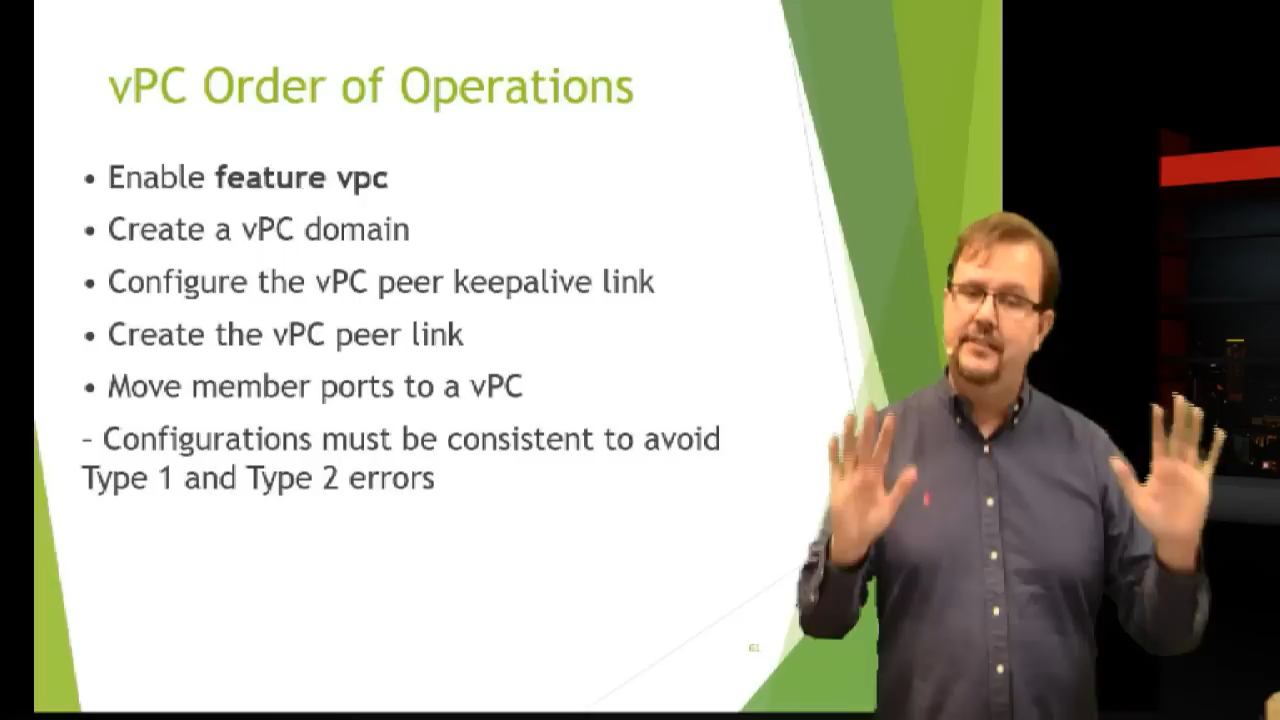 vPC Order of Operations
• Enable feature vpc
• Create a vPC domain
• Configure the vPC peer keepalive link
• Create the vPC peer link
• Move member ports to a vPC
– Configurations must be consistent to avoid
Type 1 and Type 2 errors
61